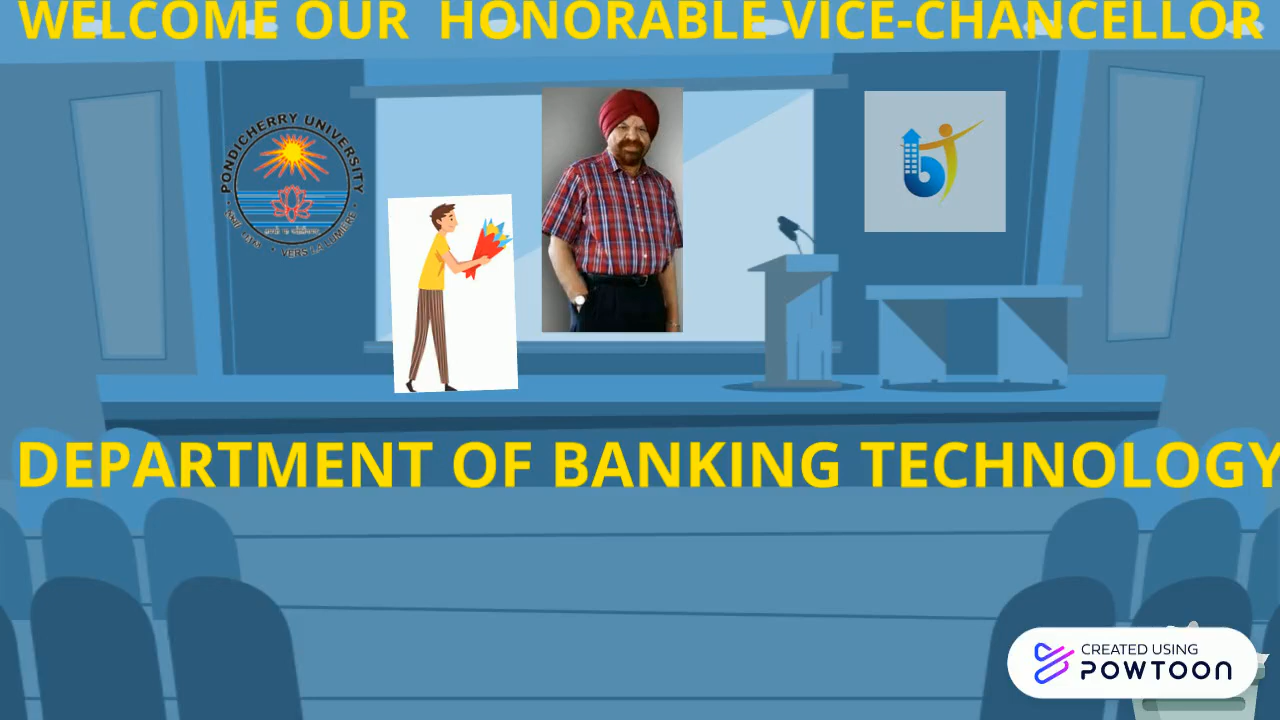 WELCOME OUR HONORABLE VICE-CHANCELLOR
PONDICHERRY UNIVERSITY
VERS LA LUMIERE
b
DEPARTMENT OF BANKING TECHNOLOGY
CREATED USING
POWTOON